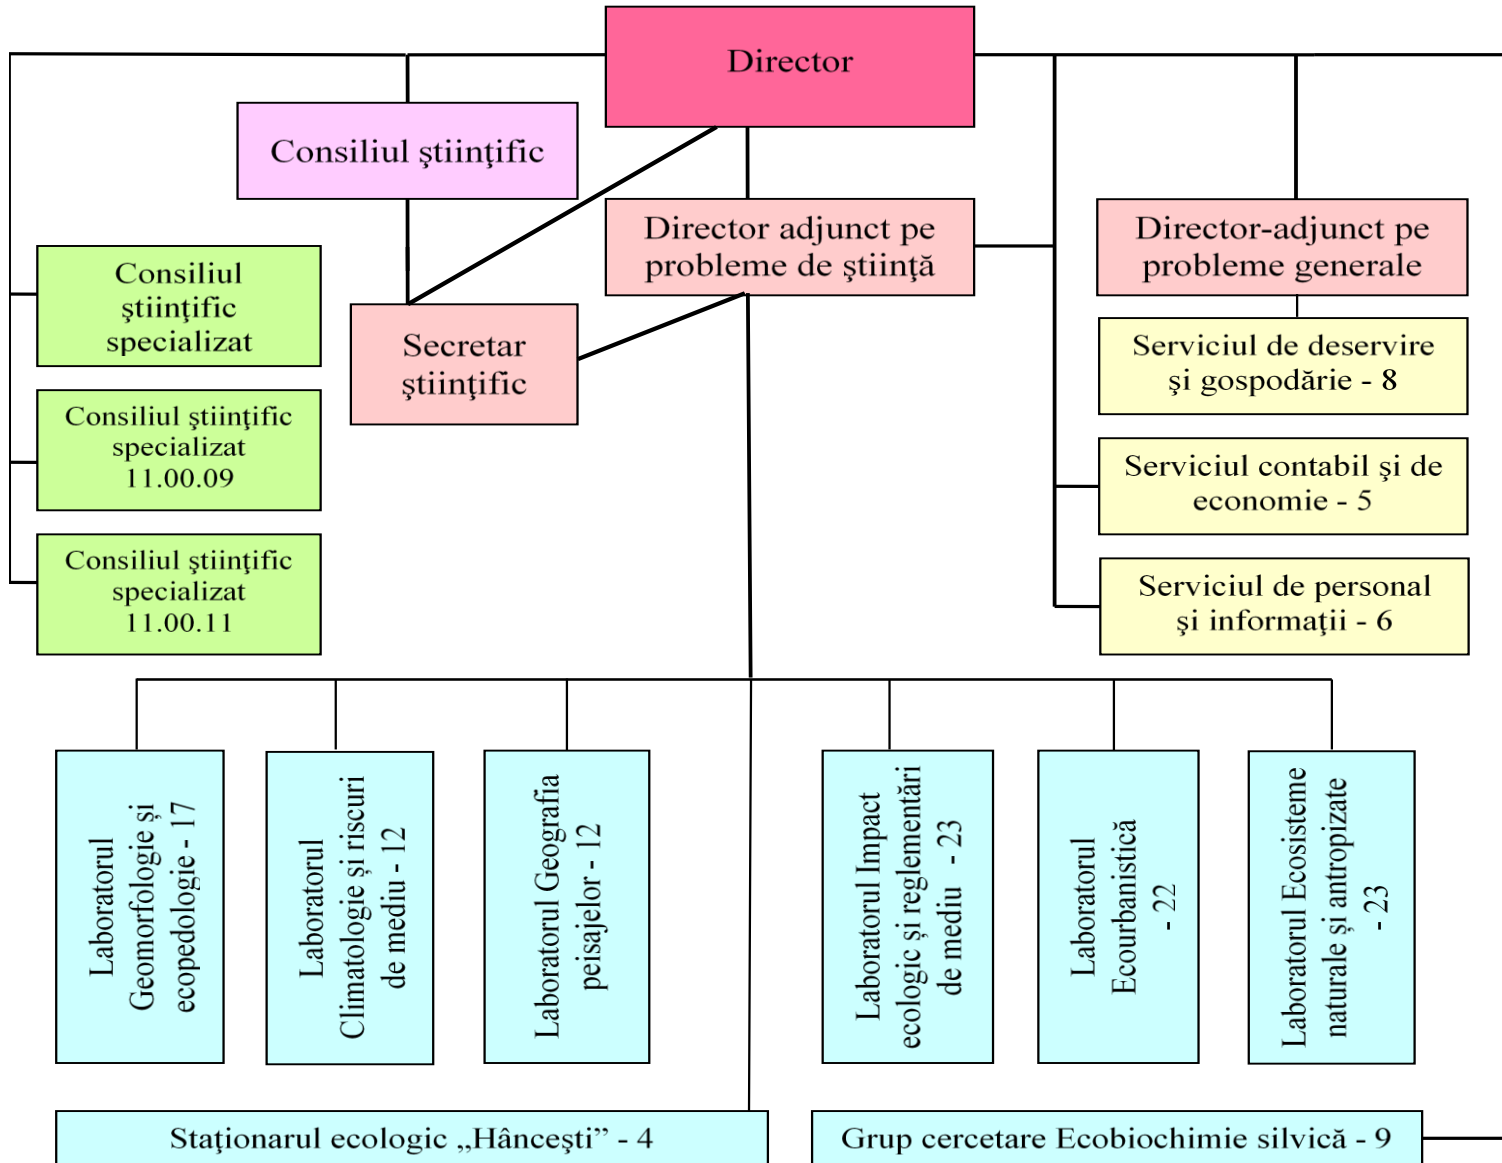 Director
Consiliul ştiinţific
Director adjunct pe
probleme de ştiinţă
Director-adjunct pe
probleme generale
Consiliul
ştiinţific
specializat
Secretar
ştiinţific
Serviciul de deservire
şi gospodărie - 8
Consiliul ştiinţific
specializat
11.00.09
Serviciul contabil şi de
economie - 5
Consiliul ştiinţific
specializat
11.00.11
Serviciul de personal
şi informaţii - 6
Laboratorul
Geomorfologie și
ecopedologie - 17
Laboratorul
Climatologie și riscuri
de mediu - 12
Laboratorul Geografia
peisajelor - 12
Laboratorul Impact
ecologic și reglementări
de mediu - 23
Laboratorul
Ecourbanistică
- 22
Laboratorul Ecosisteme
naturale și antropizate
- 23
Staţionarul ecologic „Hânceşti” - 4
Grup cercetare Ecobiochimie silvică - 9